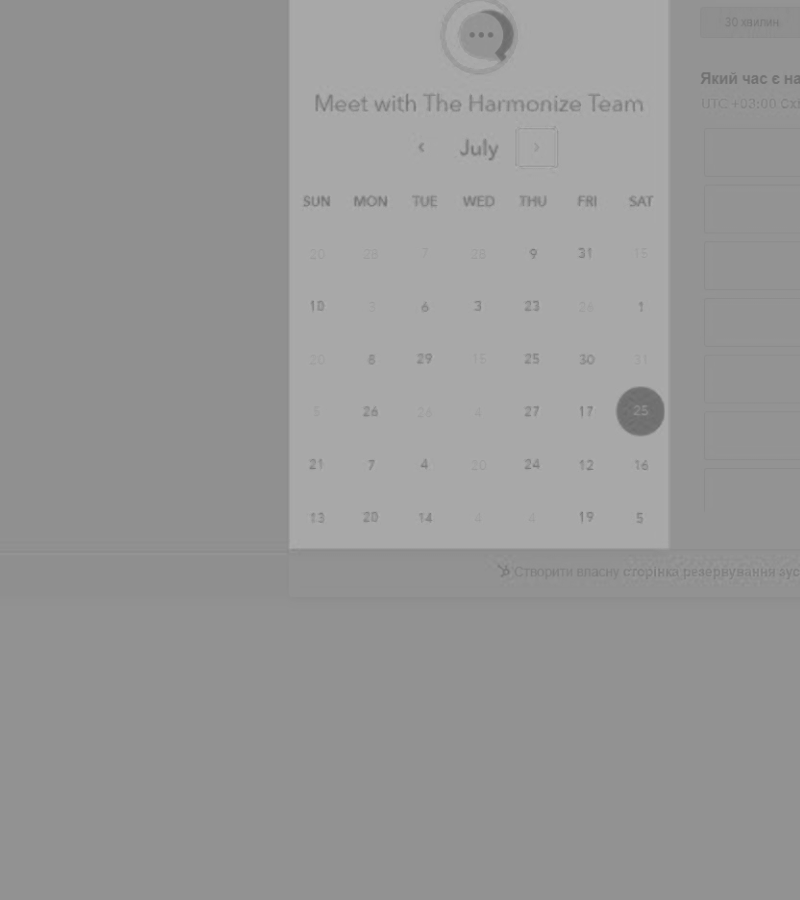 30 хвилин
Meet with The Harmonize Team
Який час є на
UTC +03:00 Схі
July
SUN MON TUE WED THU FRI SAT
20 28 7 28 9 31 15
10 3 6 3 23 26 1
20 8 29 15 25 30 31
5 26 26 4 27 17 25
21 7 4 20 24 12 16
13 20 14 4 4 19 5
Створити власну сторінка резервування зус